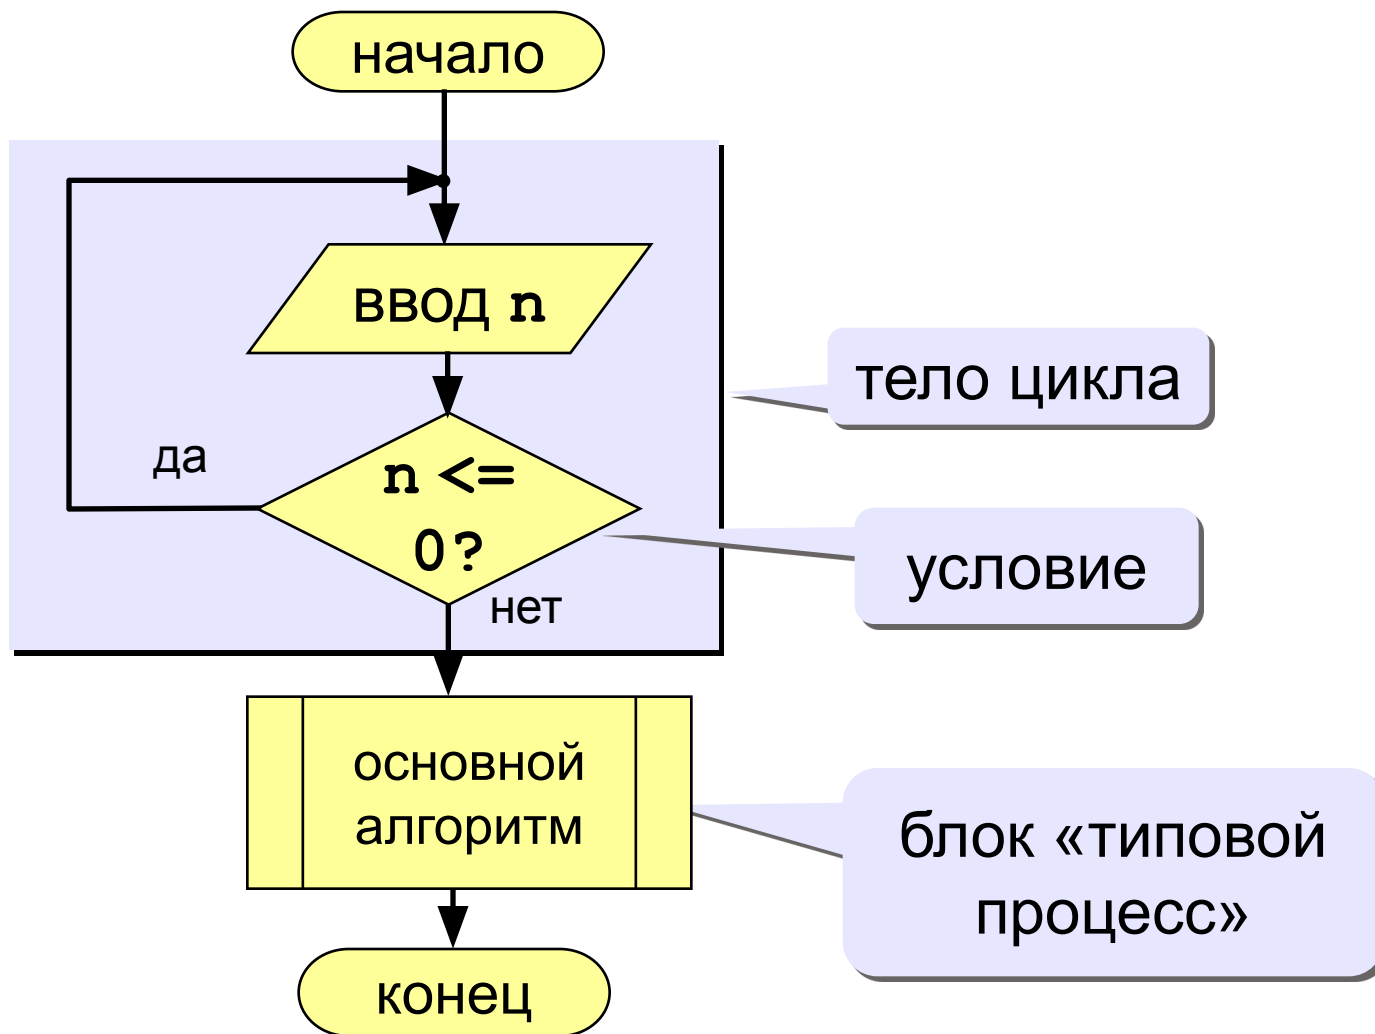 начало
ввод n
тело цикла
да
n <=
0?
условие
нет
основной
алгоритм
блок «типовой
процесс»
конец